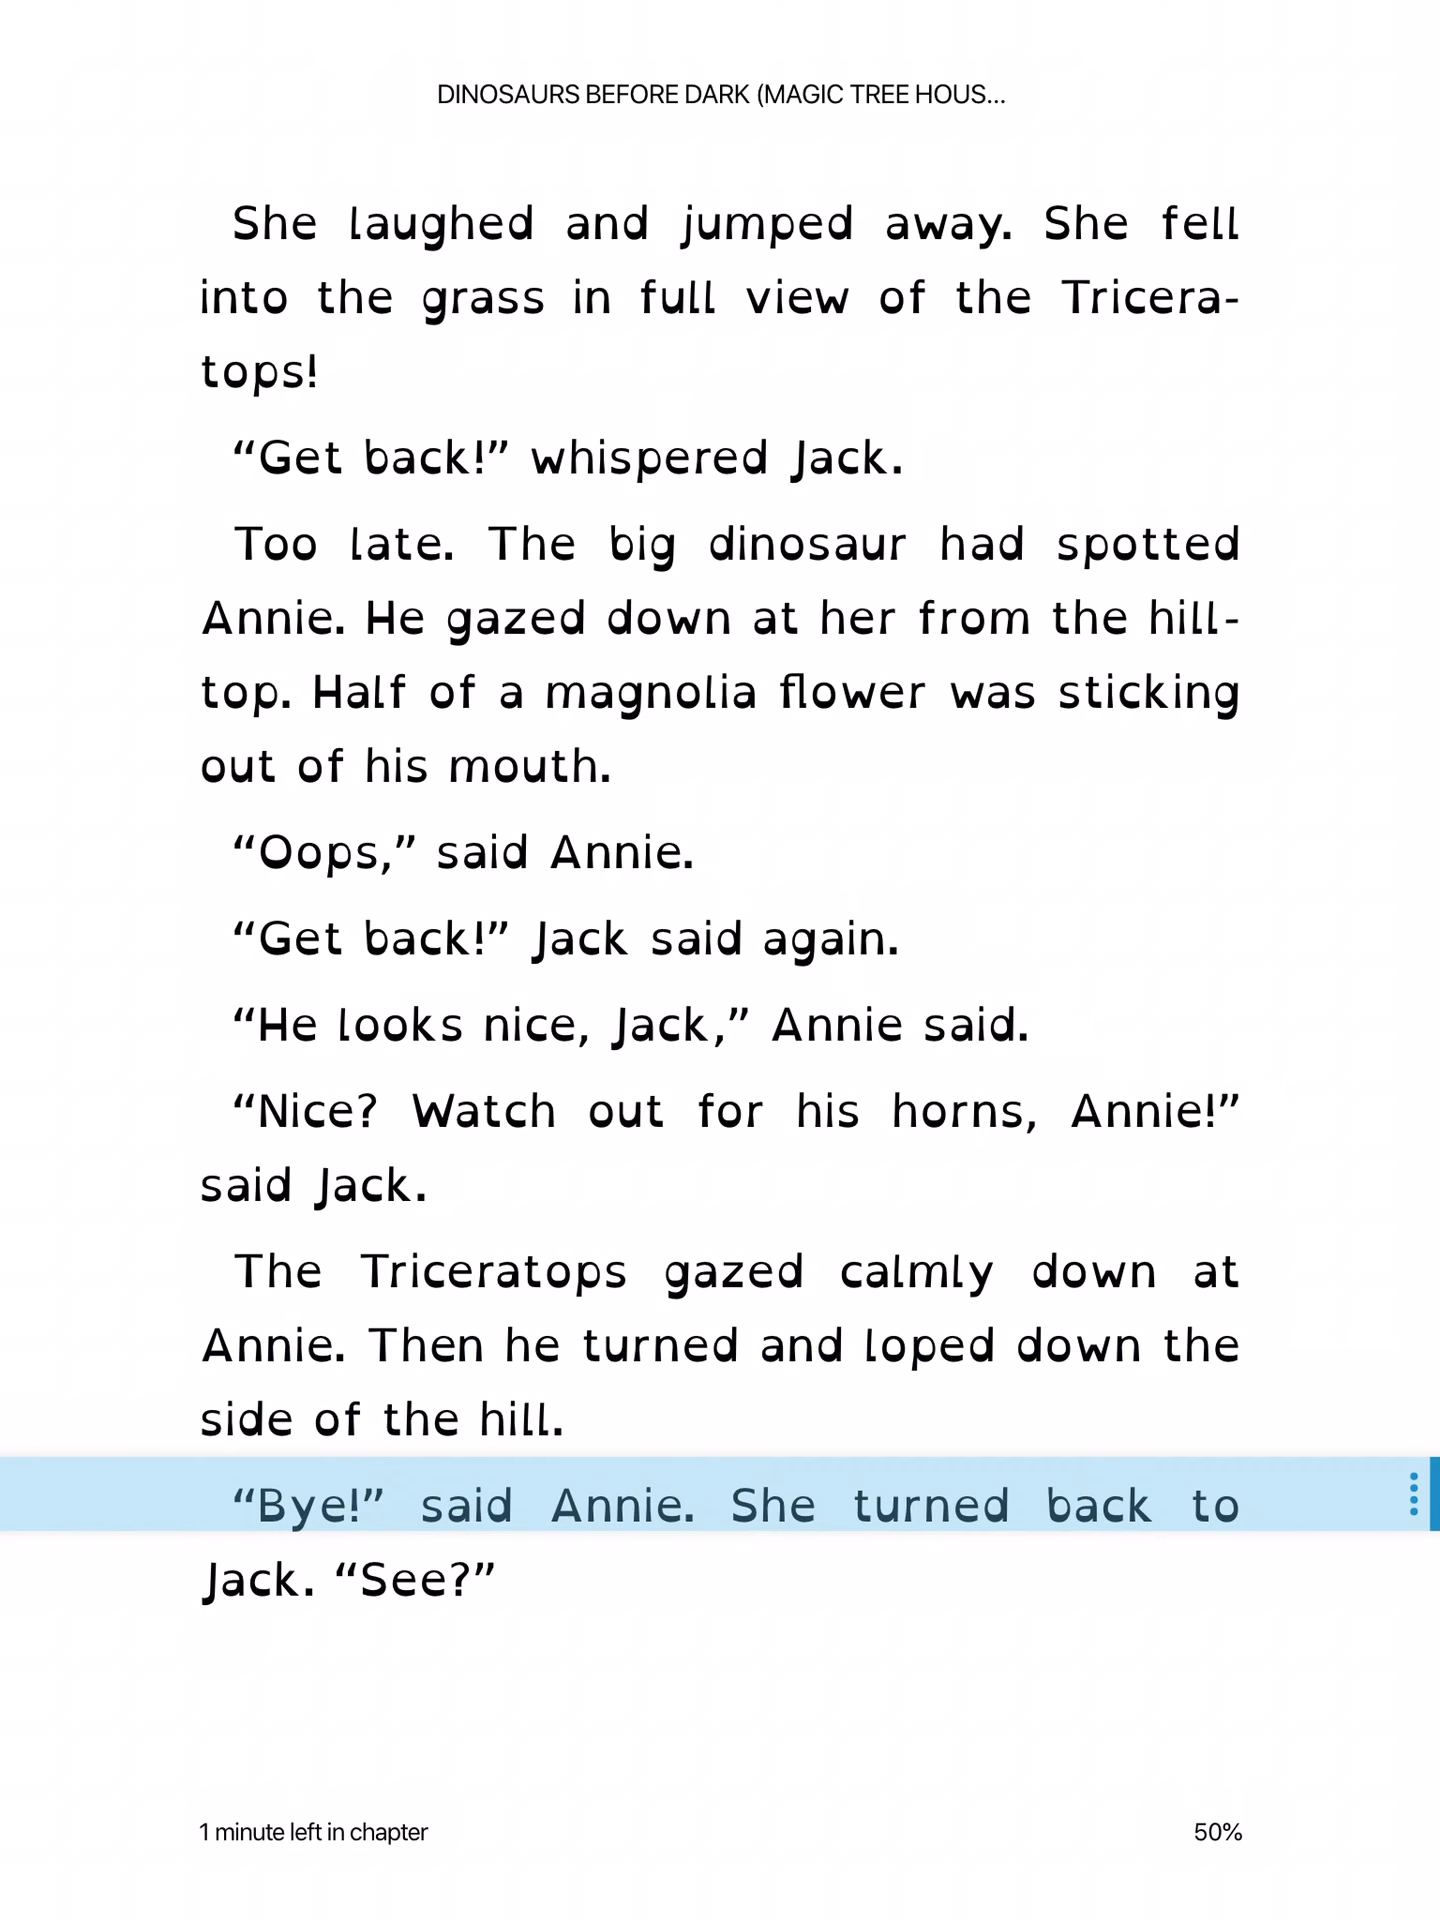 DINOSAURS BEFORE DARK (MAGIC TREE HOUS...
She laughed and jumped away. She fell
into the grass in full view of the Tricera-
tops!
“Get back!” whispered Jack.
Too late. The big dinosaur had spotted
Annie. He gazed down at her from the hill-
top. Half of a magnolia flower was sticking
out of his mouth.
“Oops,” said Annie.
“Get back!” Jack said again.
“He looks nice, Jack,” Annie said.
“Nice? Watch out for his horns, Annie!”
said Jack.
The Triceratops gazed calmly down at
Annie. Then he turned and loped down the
side of the hill.
“Bye!” said Annie. She turned back to
Jack. “See?”
1 minute left in chapter
50%